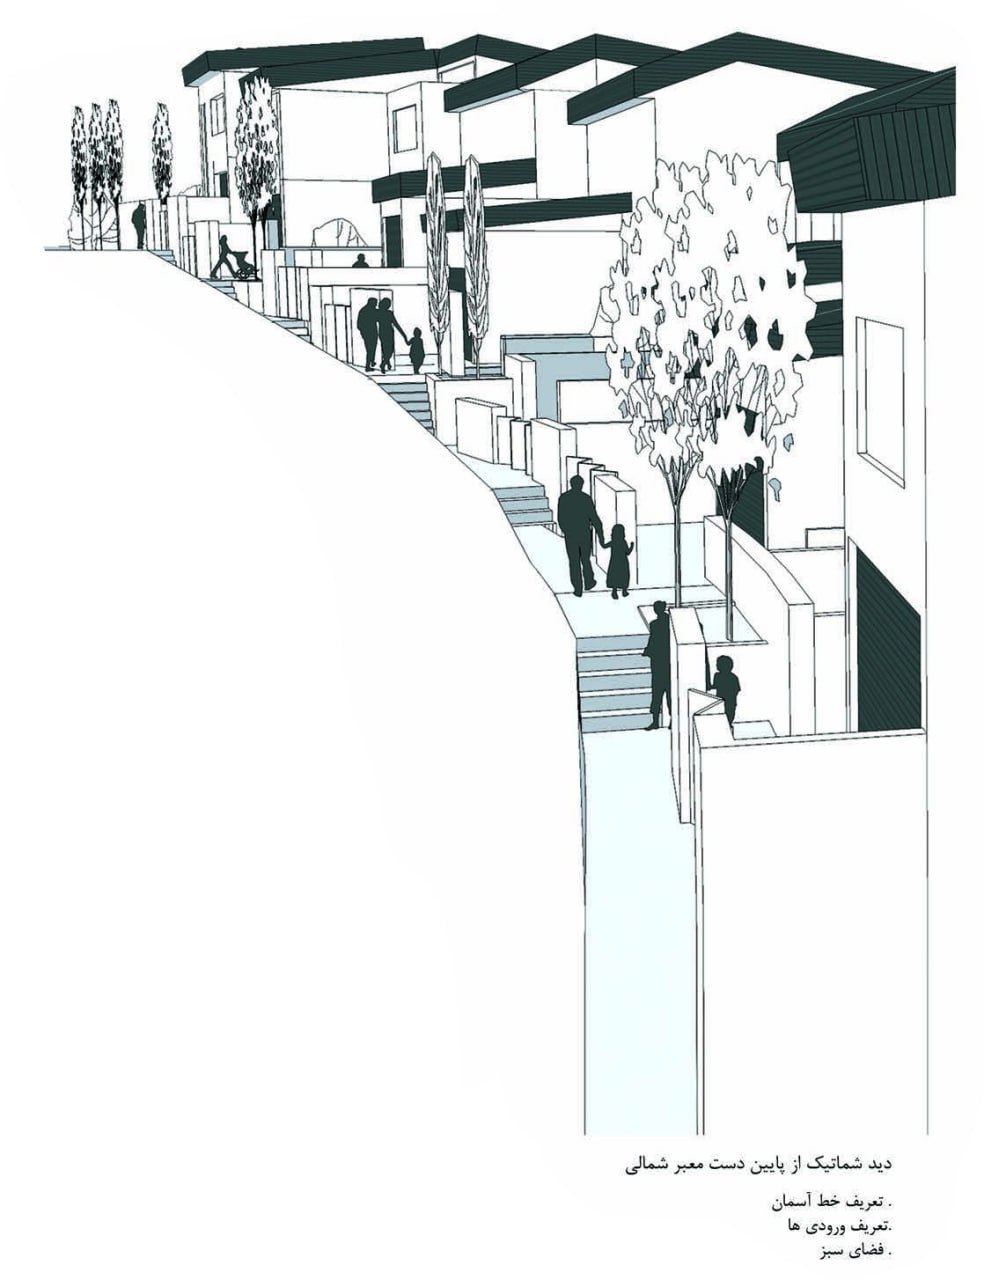 دید شماتیک از پایین دست معبر شمالی
. تعریف خط آسمان
.تعریف ورودی ها
. فضای سبز